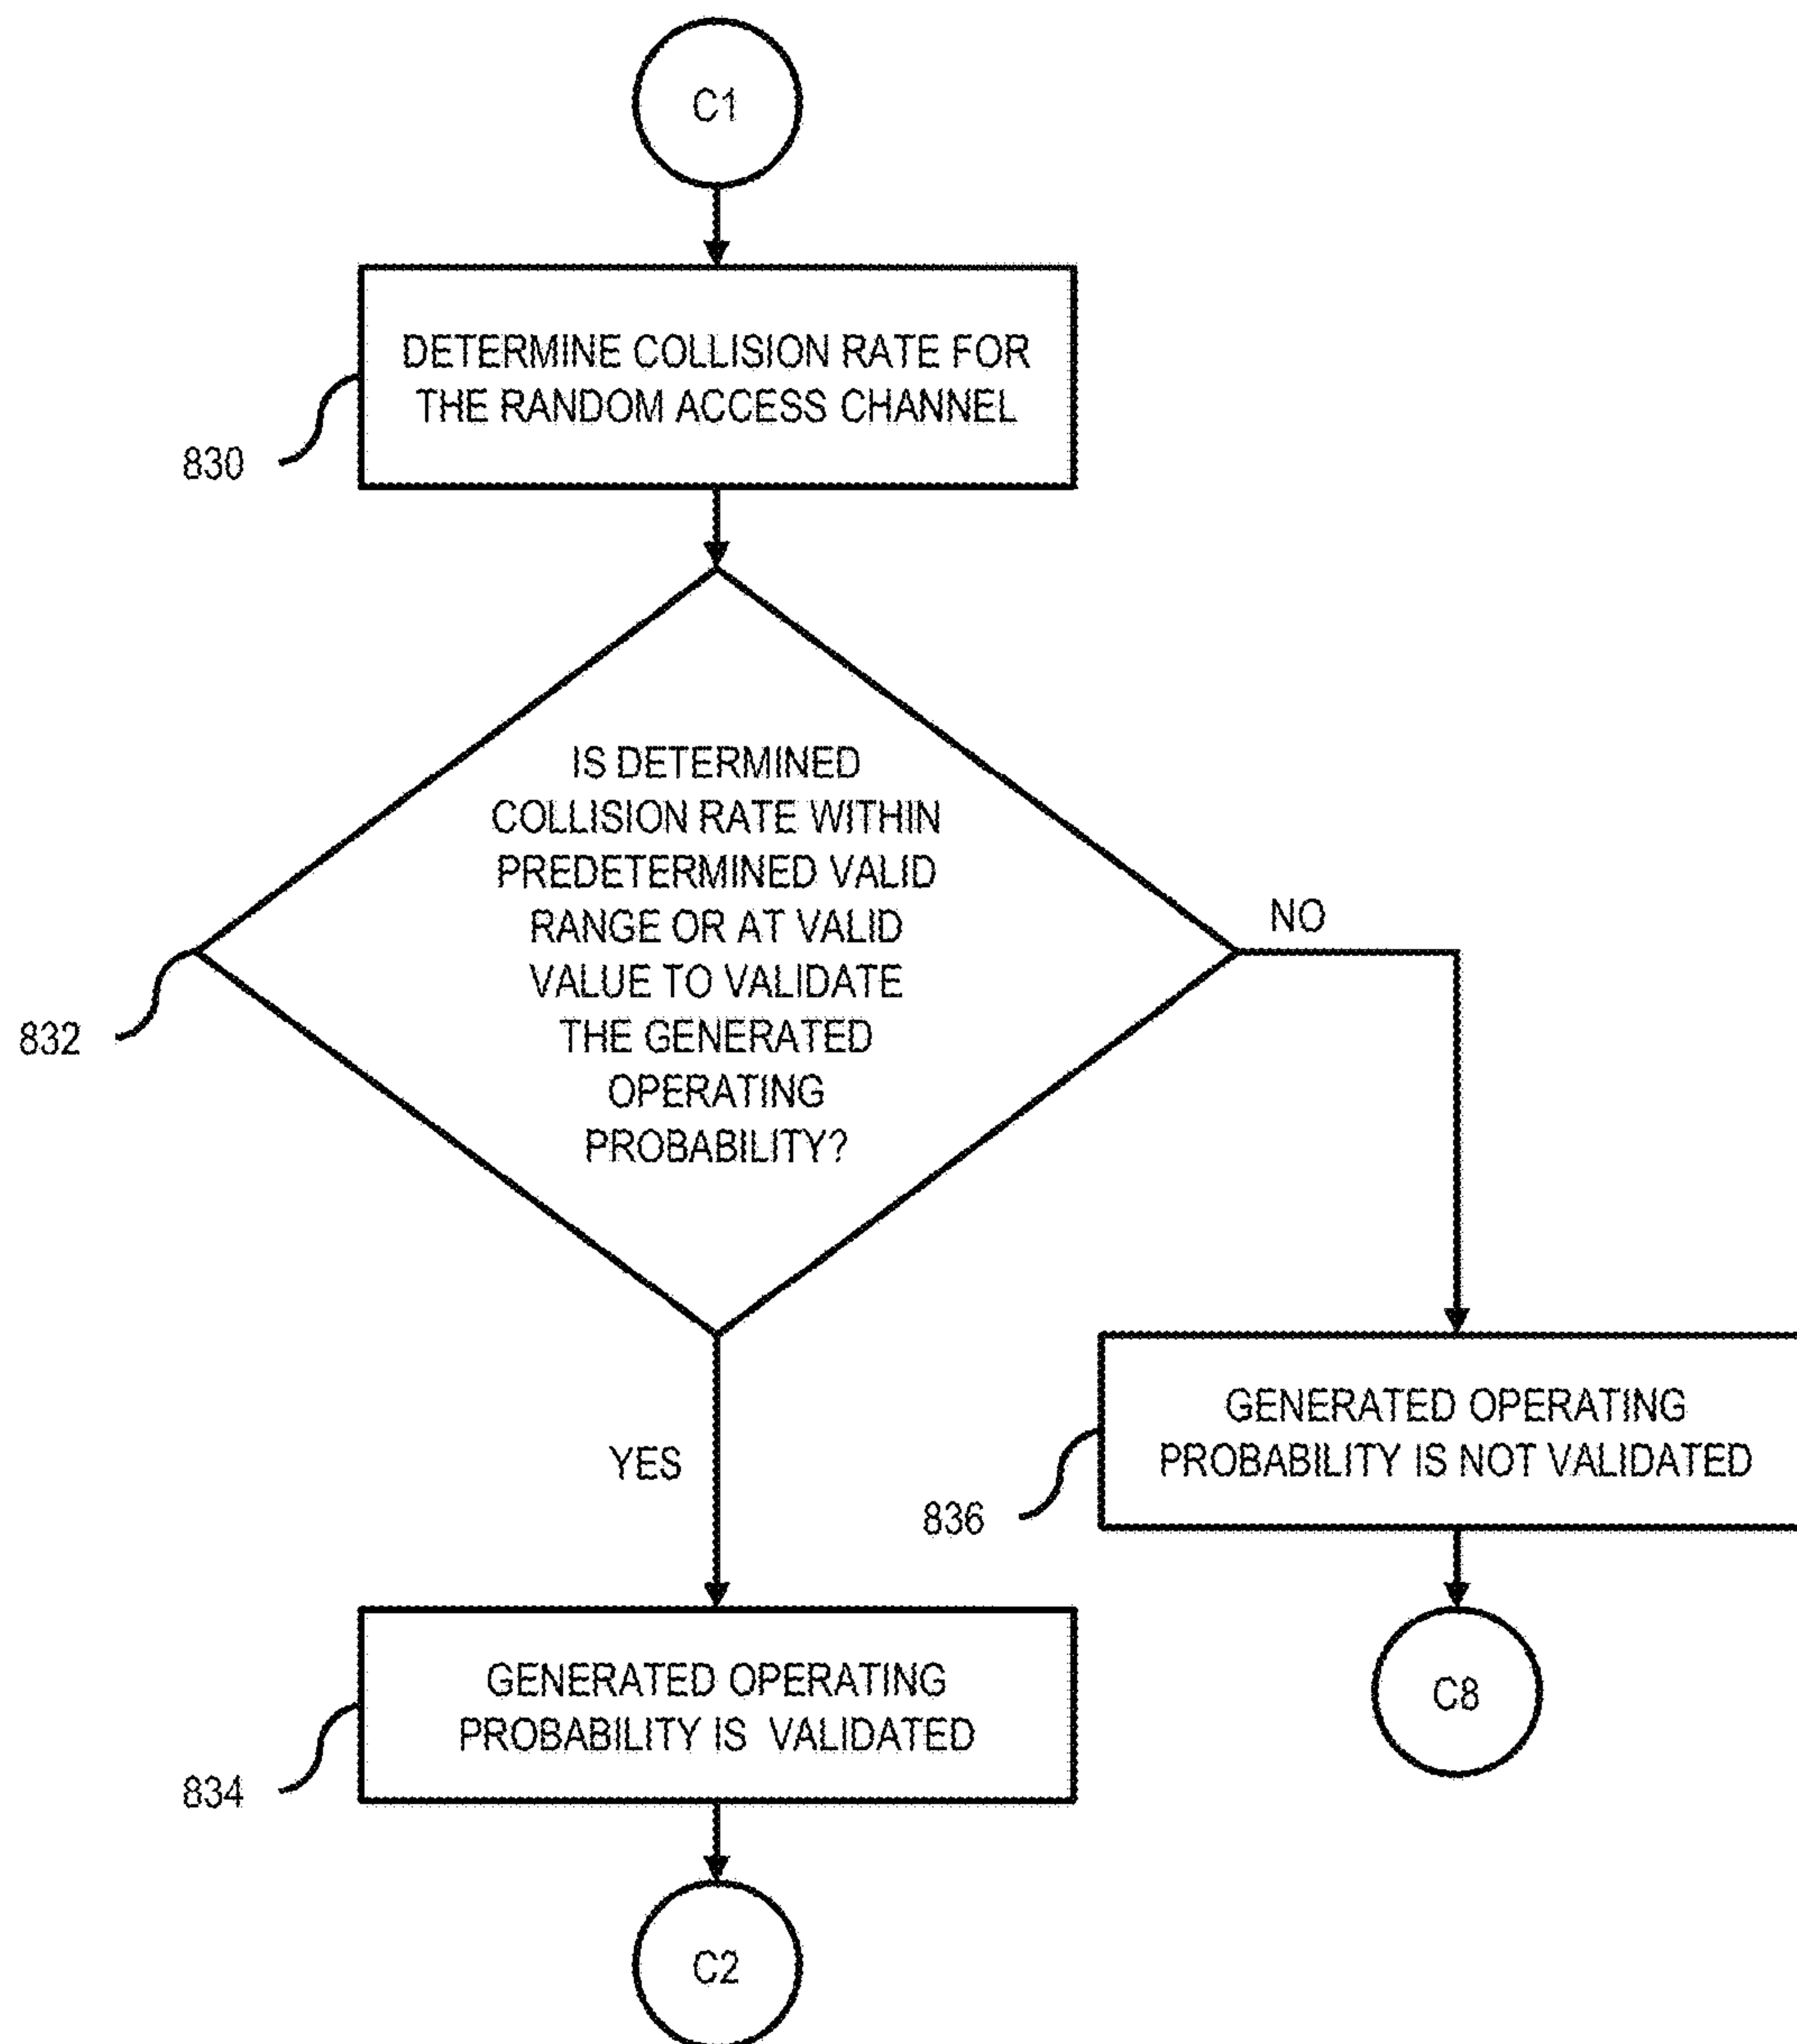 C1
DETERMINE COLLISION RATE FOR
THE RANDOM ACCESS CHANNEL
830
IS DETERMINED
COLLISION RATE WITHIN
PREDETERMINED VALID
RANGE OR AT VALID
VALUE TO VALIDATE
THE GENERATED
OPERATING
PROBABILITY?
NO
832
YES
GENERATED OPERATING
PROBABILITY IS NOT VALIDATED
836
GENERATED OPERATING
PROBABILITY IS VALIDATED
834
C8
C2